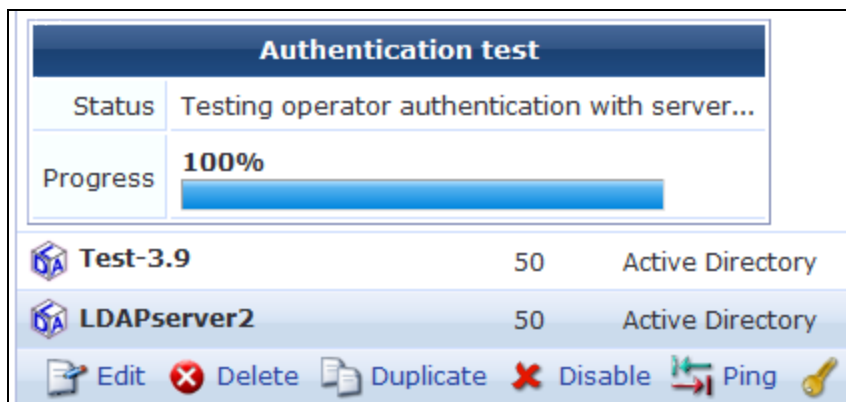 Authentication test
Status Testing operator authentication with server...
Progress 100%
Test-3.9 50 Active Directory
LDAPserver2 50 Active Directory
Edit Delete Duplicate Disable Ping